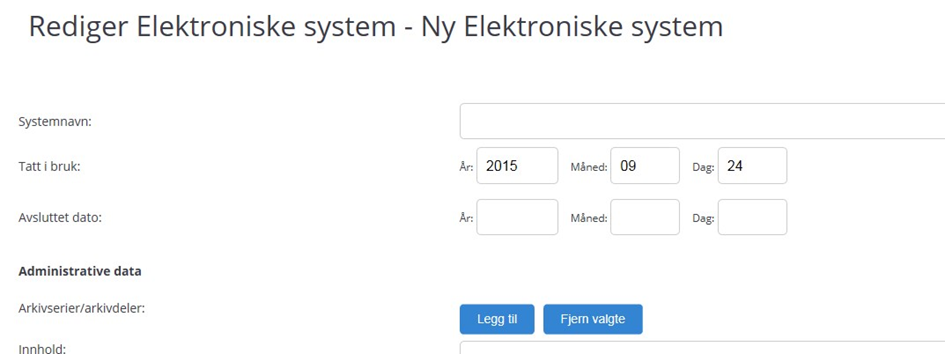 Rediger Elektroniske system - Ny Elektroniske system
Systemnavn:
Tatt i bruk: År: 2015 Måned: 09 Dag: 24
Avsluttet dato: År: Måned: Dag:
Administrative data
Arkivserier/arkivdeler: Legg til Fjern valgte
Innhold: